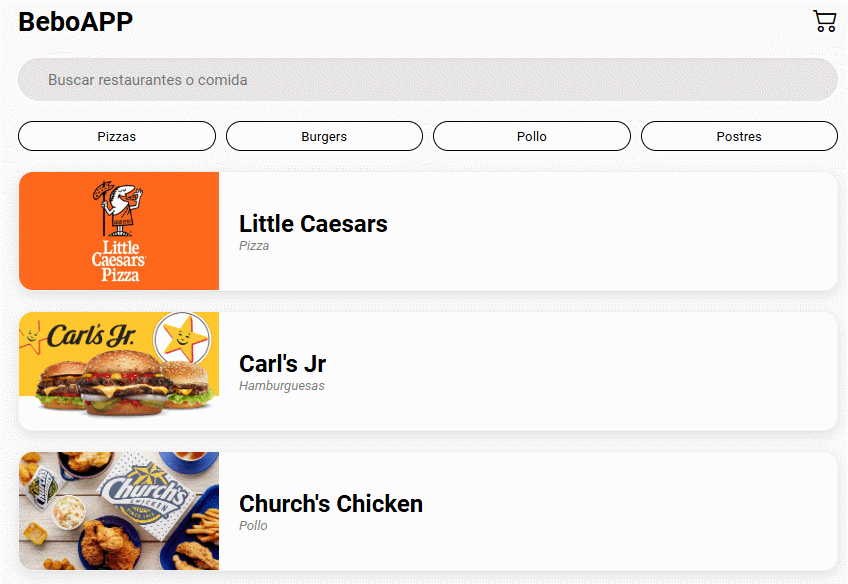 BeboAPP
Buscar restaurantes o comida
Pizzas
Burgers
Pollo
Postres
Little
Caesars
Pizza
Little Caesars
Pizza
Carl's Jr.
Carl's Jr
Hamburguesas
Church's
CHICKEN
Church's Chicken
Pollo